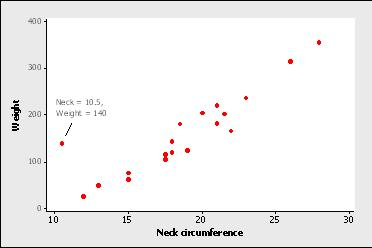 400
300
200
100
0
Weight
Neck = 10.5,
Weight = 140
10
15
20
25
30
Neck circumference